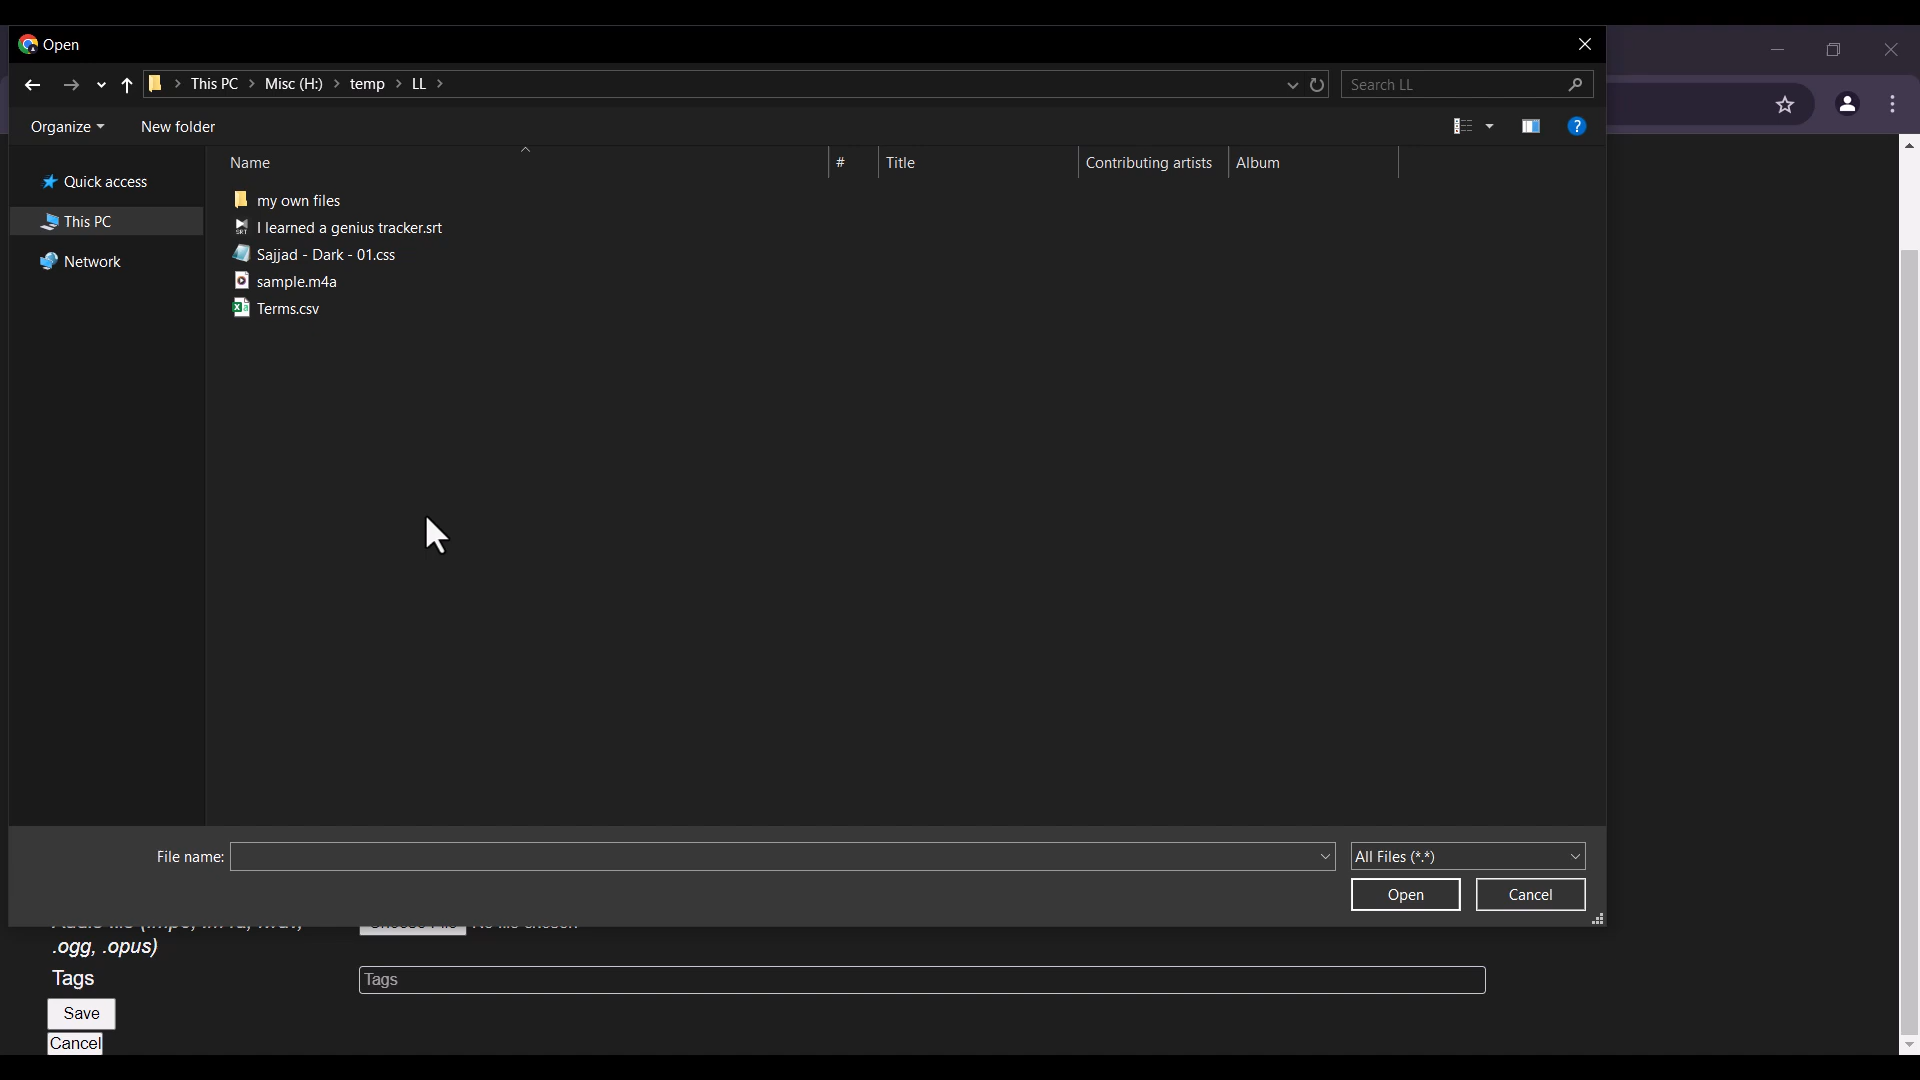 Open
This PC > Misc (H:) > temp > LL >
Search LL
Organize
New folder
?
Quick access
This PC
Network
Name
#
Title
Contributing artists
Album
my own files
I learned a genius tracker.srt
Sajjad - Dark - 01.css
sample.m4a
Terms.csv
File name:
All Files (*.*)
Open
Cancel
.ogg, .opus)
Tags
Tags
Save
Cancel